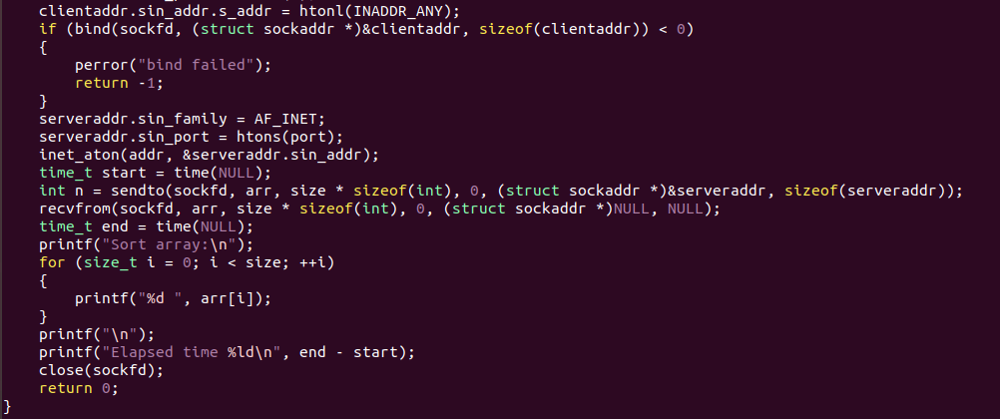 clientaddr.sin_addr.s_addr = htonl(INADDR_ANY);
if (bind(sockfd, (struct sockaddr *)&clientaddr, sizeof(clientaddr)) < 0)
{
perror("bind failed");
return -1;
}
serveraddr.sin_family = AF_INET;
serveraddr.sin_port = htons(port);
inet_aton(addr, &serveraddr.sin_addr);
time_t start = time(NULL);
int n = sendto(sockfd, arr, size * sizeof(int), 0, (struct sockaddr *)&serveraddr, sizeof(serveraddr));
recvfrom(sockfd, arr, size * sizeof(int), 0, (struct sockaddr *)NULL, NULL);
time_t end = time(NULL);
printf("Sort array:\n");
for (size_t i = 0; i < size; ++i)
{
printf("%d ", arr[i]);
}
printf("\n");
printf("Elapsed time %ld\n", end - start);
close(sockfd);
return 0;
}